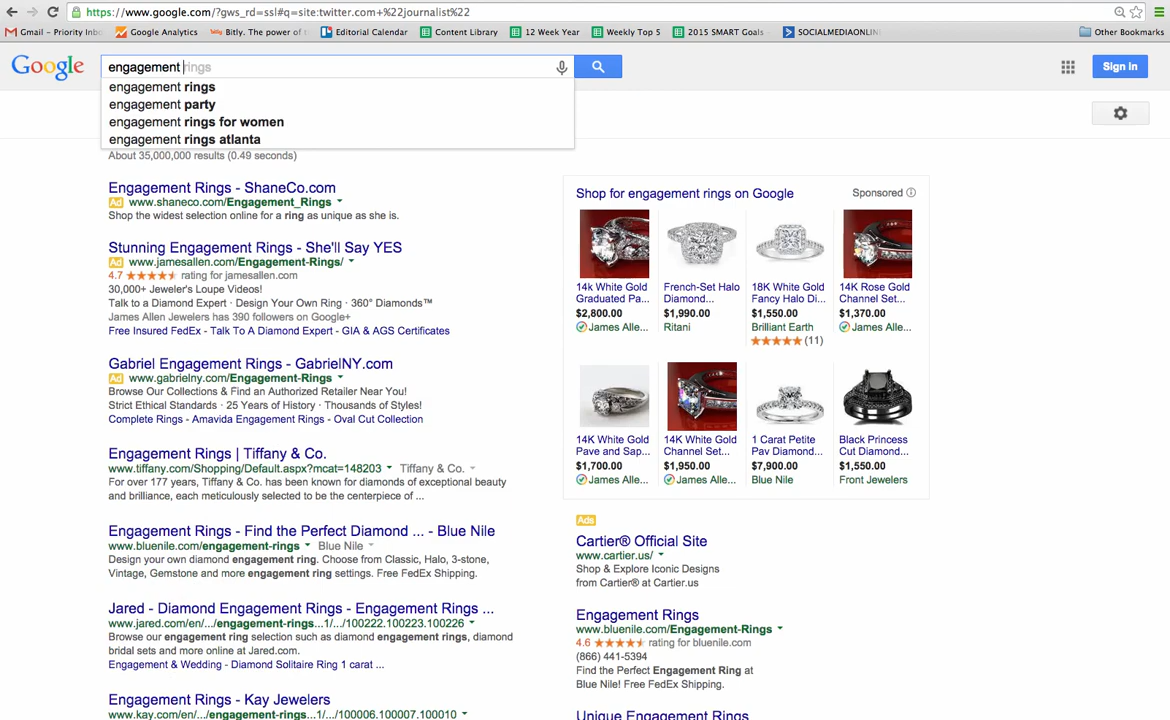 https://www.google.com/?gws_rd=ssl#q=site:twitter.com+%22journalist%22
Gmail - Priority Inbo
Google Analytics
Bitly. The power of
Editorial Calendar
Content Library
12 Week Year
Weekly Top 5
2015 SMART Goals
SOCIALMEDIAONLIN
Other Bookmarks
Google
engagement rings
Sign in
engagement rings
engagement party
engagement rings for women
engagement rings atlanta
About 35,000,000 results (0.49 seconds)
Engagement Rings - ShaneCo.com
Ad www.shaneco.com/Engagement_Rings
Shop the widest selection online for a ring as unique as she is.
Stunning Engagement Rings - She'll Say YES
Ad www.jamesallen.com/Engagement-Rings/
4.7 ★★★★★ rating for jamesallen.com
30,000+ Jeweler's Loupe Videos!
Talk to a Diamond Expert · Design Your Own Ring · 360° Diamonds™
James Allen Jewelers has 390 followers on Google+
Free Insured FedEx - Talk To A Diamond Expert - GIA & AGS Certificates
Gabriel Engagement Rings - GabrielNY.com
Ad www.gabrielny.com/Engagement-Rings
Browse Our Collections & Find an Authorized Retailer Near You!
Strict Ethical Standards · 25 Years of History · Thousands of Styles!
Complete Rings - Amavida Engagement Rings - Oval Cut Collection
Engagement Rings | Tiffany & Co.
www.tiffany.com/Shopping/Default.aspx?mcat=148203 Tiffany & Co.
For over 177 years, Tiffany & Co. has been known for diamonds of exceptional beauty
and brilliance, each meticulously selected to be the centerpiece of ...
Engagement Rings - Find the Perfect Diamond ... - Blue Nile
www.bluenile.com/engagement-rings Blue Nile
Design your own diamond engagement ring. Choose from Classic, Halo, 3-stone,
Vintage, Gemstone and more engagement ring settings. Free FedEx Shipping.
Jared - Diamond Engagement Rings - Engagement Rings ...
www.jared.com/en/.../engagement-rings...1/.../100222.100223.100226
Browse our engagement ring selection such as diamond engagement rings, diamond
bridal sets and more online at Jared.com.
Engagement & Wedding - Diamond Solitaire Ring 1 carat ...
Engagement Rings - Kay Jewelers
www.kay.com/en/.../engagement-rings...1/.../100006.100007.100010
Shop for engagement rings on Google
Sponsored
14k White Gold
Graduated Pa...
$2,800.00
James Alle...
French-Set Halo
Diamond...
$1,990.00
Ritani
18K White Gold
Fancy Halo Di...
$1,550.00
Brilliant Earth
★★★★★ (11)
14K Rose Gold
Channel Set...
$1,370.00
James Alle...
14K White Gold
Pave and Sap...
$1,700.00
James Alle...
14K White Gold
Channel Set...
$1,950.00
James Alle...
1 Carat Petite
Pav Diamond...
$7,900.00
Blue Nile
Black Princess
Cut Diamond...
$1,550.00
Front Jewelers
Ads
Cartier® Official Site
www.cartier.us/
Shop & Explore Iconic Designs
from Cartier® at Cartier.us
Engagement Rings
www.bluenile.com/Engagement-Rings
4.6 ★★★★★ rating for bluenile.com
(866) 441-5394
Find the Perfect Engagement Ring at
Blue Nile! Free FedEx Shipping.
Unique Engagement Rings